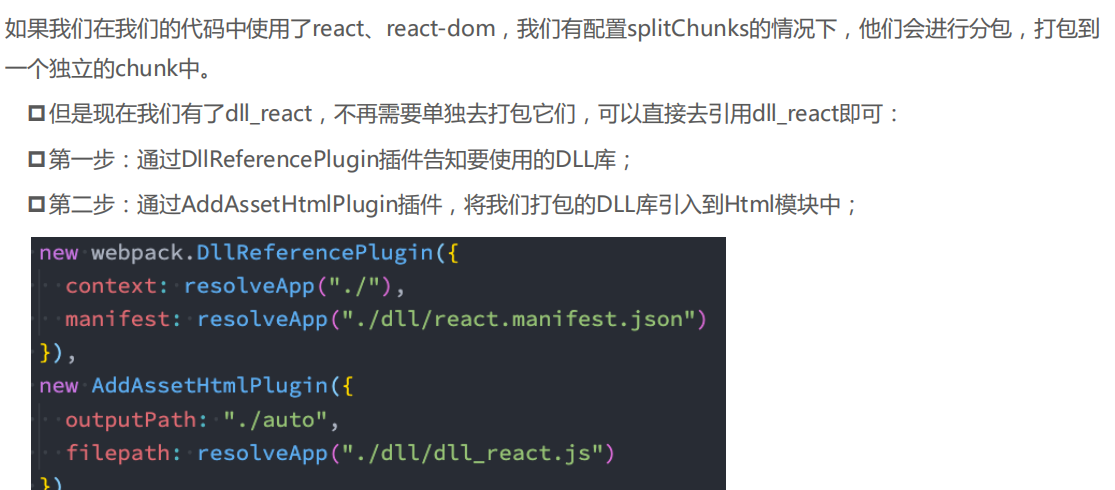 如果我们在我们的代码中使用了react、react-dom，我们有配置splitChunks的情况下，他们会进行分包，打包到
一个独立的chunk中。
但是现在我们有了dll_react，不再需要单独去打包它们，可以直接去引用dll_react即可：
第一步：通过DllReferencePlugin插件告知要使用的DLL库；
第二步：通过AddAssetHtmlPlugin插件，将我们打包的DLL库引入到Html模块中；
new webpack.DllReferencePlugin({
  context: resolveApp("./"),
  manifest: resolveApp("./dll/react.manifest.json")
}),
new AddAssetHtmlPlugin({
  outputPath: "./auto",
  filepath: resolveApp("./dll/dll_react.js")
})